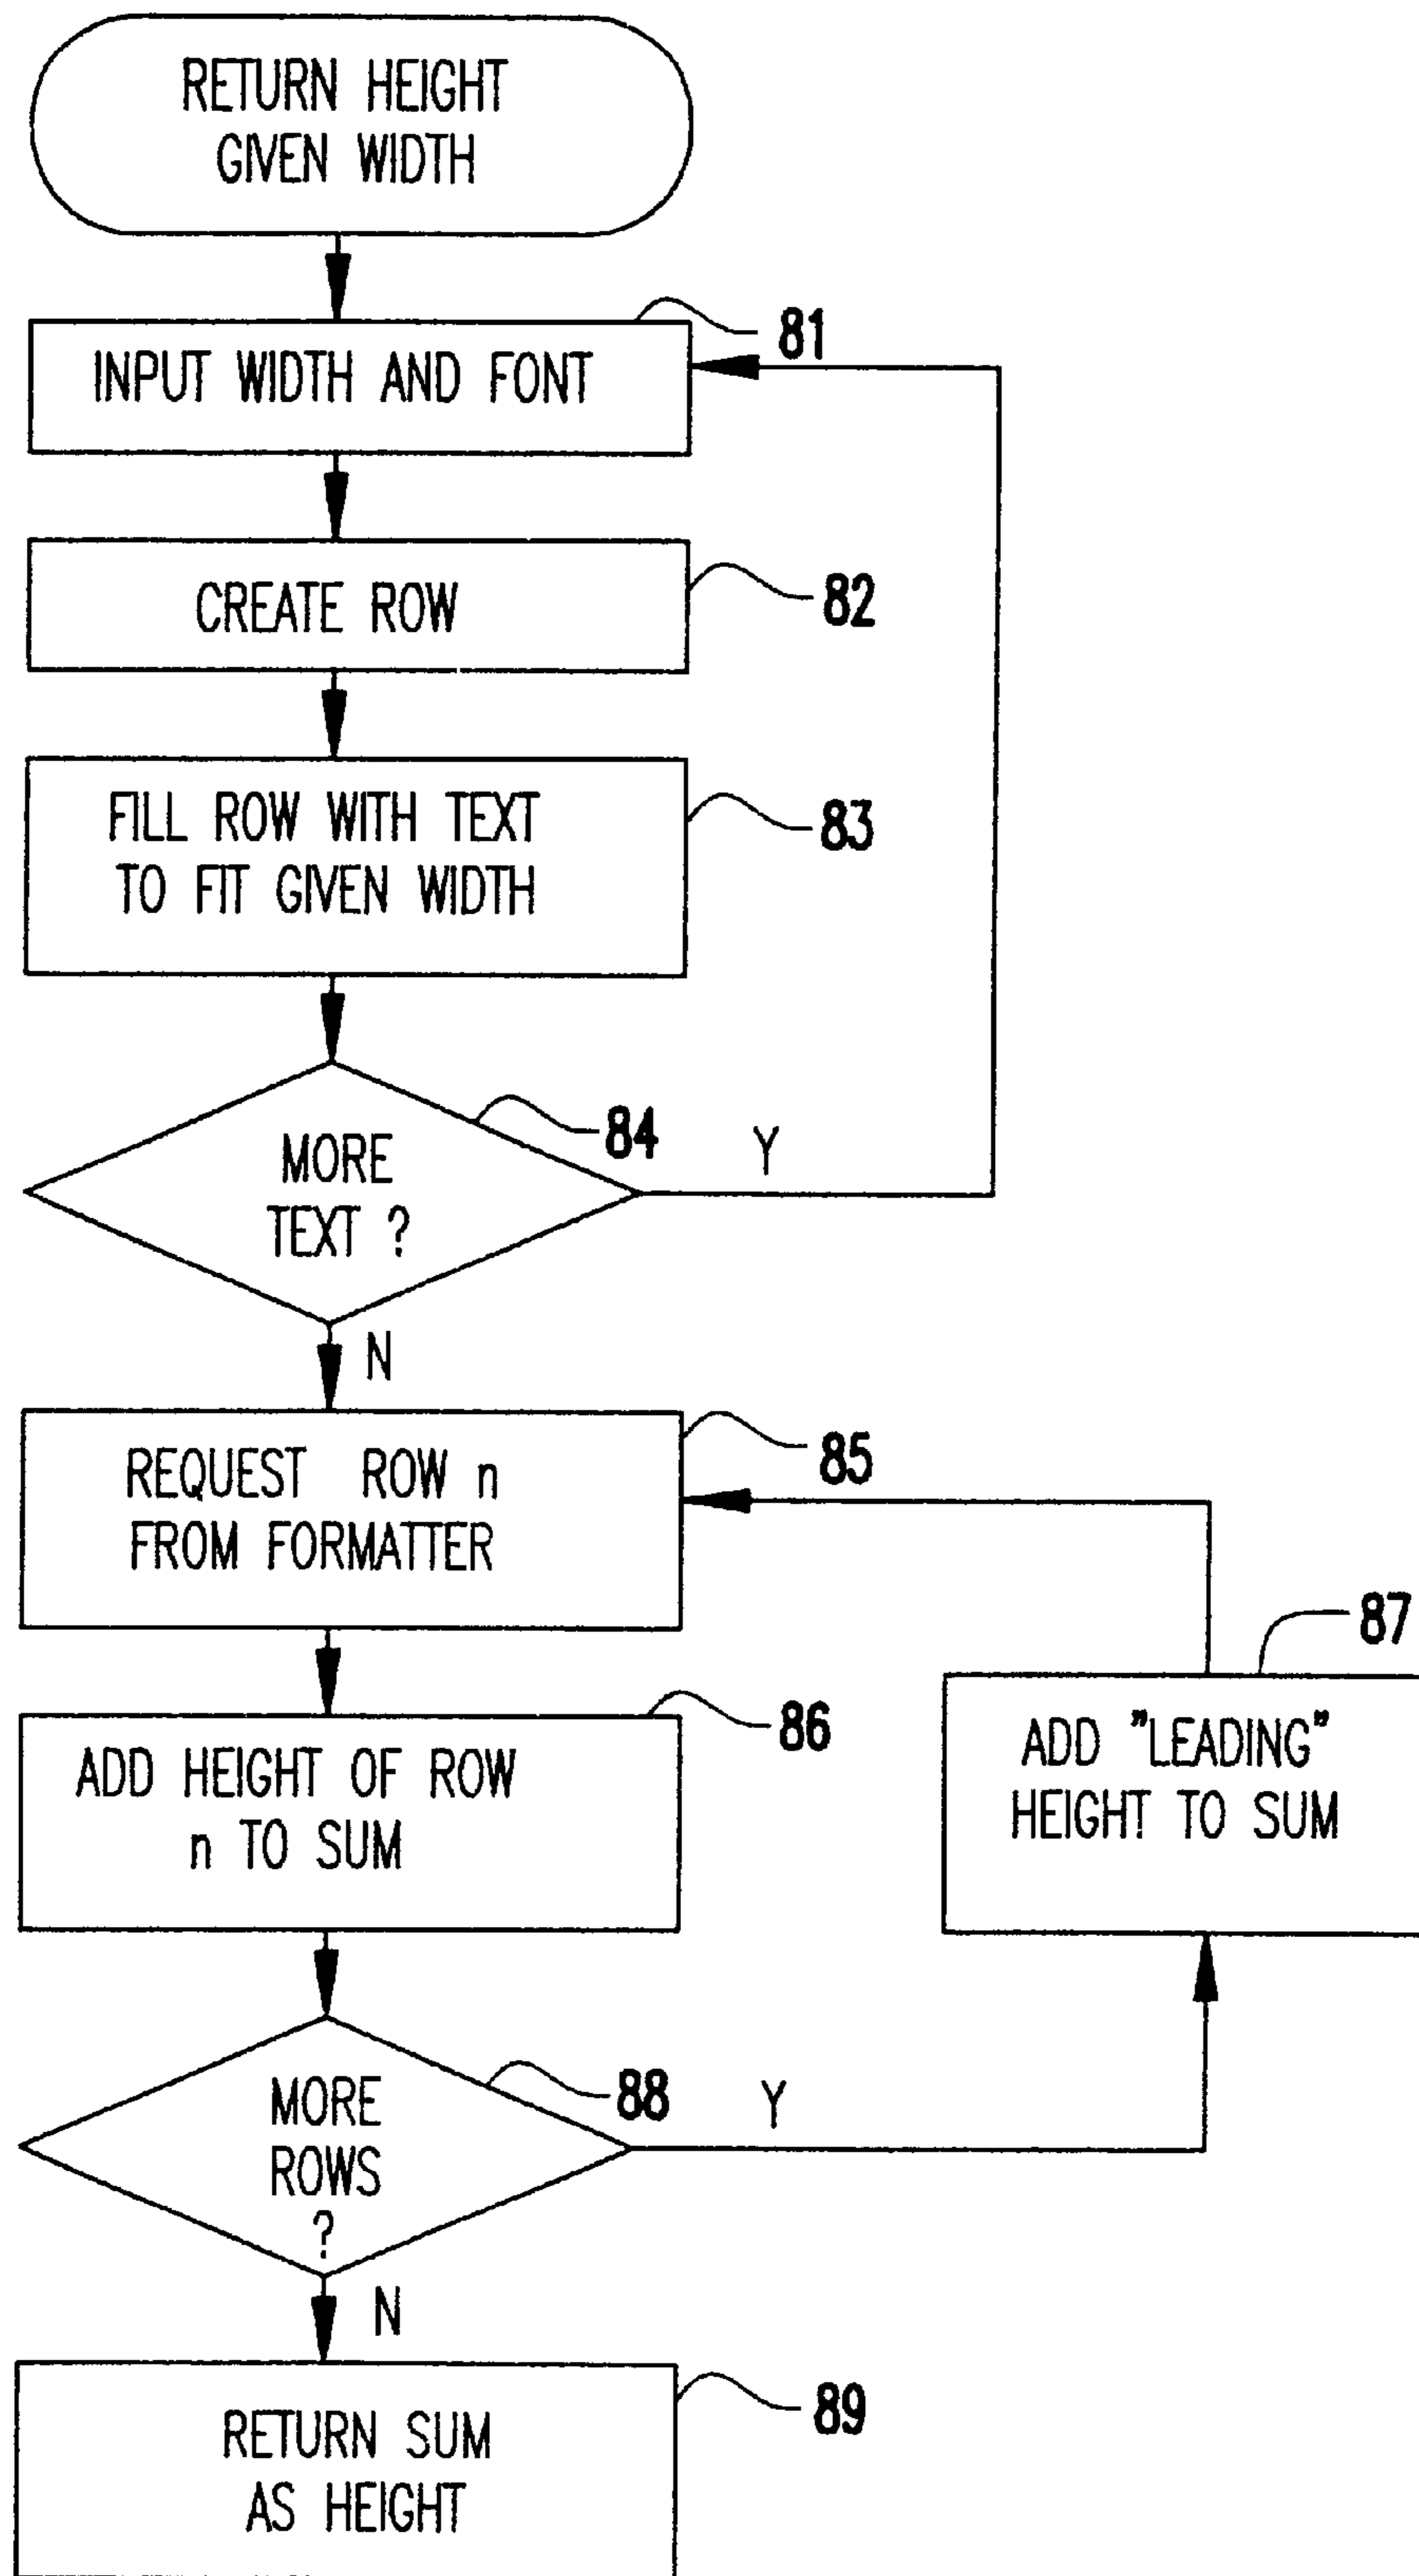 RETURN HEIGHT
GIVEN WIDTH
81
INPUT WIDTH AND FONT
CREATE ROW
82
FILL ROW WITH TEXT
TO FIT GIVEN WIDTH
83
84
Y
MORE
TEXT ?
N
REQUEST ROW n
FROM FORMATTER
85
87
86
ADD HEIGHT OF ROW
n TO SUM
ADD "LEADING"
HEIGHT TO SUM
88
Y
MORE
ROWS
?
N
89
RETURN SUM
AS HEIGHT